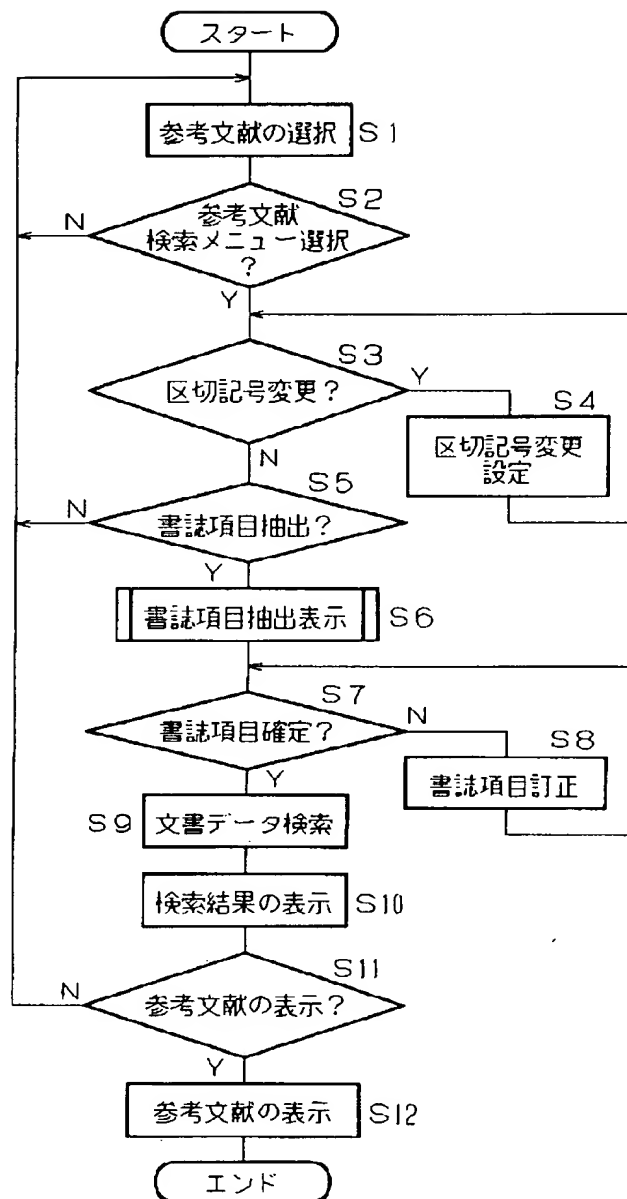 スタート
参考文献の選択 S1
S2
N
参考文献
検索メニュー選択
?
Y
S3
区切記号変更?
Y
S4
区切記号変更
設定
N
S5
N
書誌項目抽出?
Y
書誌項目抽出表示 S6
S7
書誌項目確定?
N
S8
書誌項目訂正
Y
S9 文書データ検索
検索結果の表示 S10
S11
N
参考文献の表示?
Y
参考文献の表示 S12
エンド